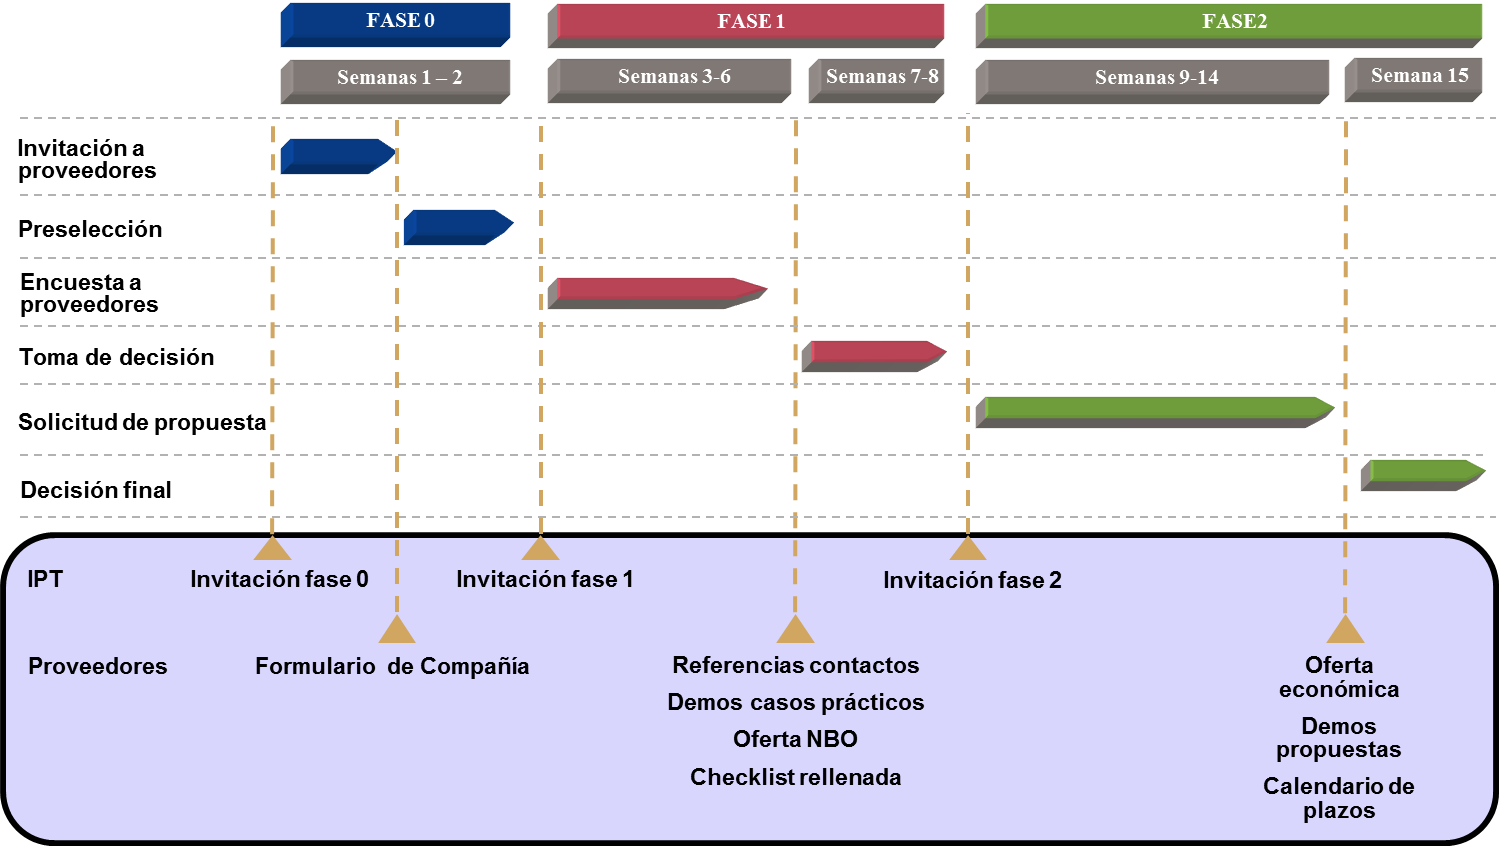 FASE 0
FASE 1
FASE2
Semanas 1 – 2
Semanas 3-6
Semanas 7-8
Semanas 9-14
Semana 15
Invitación a
proveedores
Preselección
Encuesta a
proveedores
Toma de decisión
Solicitud de propuesta
Decisión final
IPT
Invitación fase 0
Invitación fase 1
Invitación fase 2
Proveedores
Formulario de Compañía
Referencias contactos
Demos casos prácticos
Oferta NBO
Checklist rellenada
Oferta
económica
Demos
propuestas
Calendario de
plazos